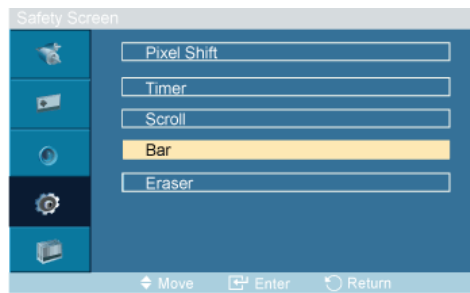 Safety Screen
Pixel Shift
Timer
Scroll
Bar
Eraser
Move Enter Return